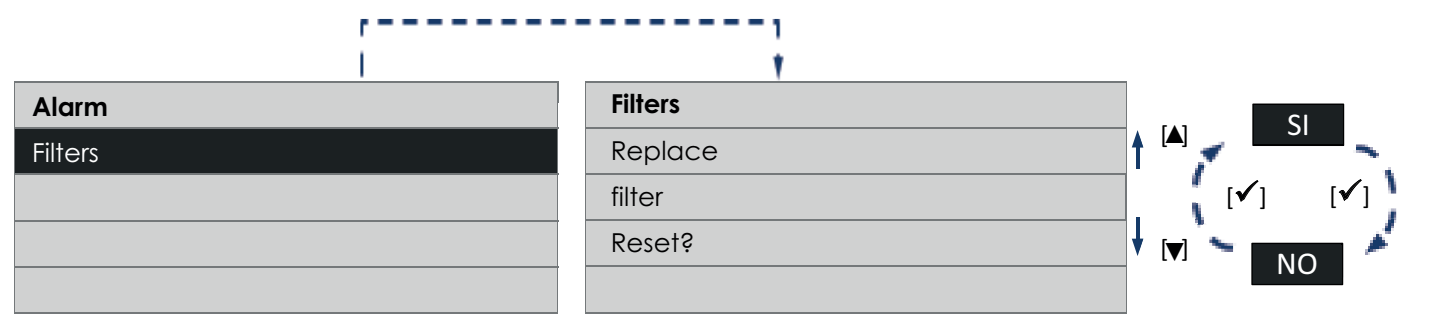 Alarm
Filters
Filters
Replace
filter
Reset?
[▲]
[▼]
SI
[✓] [✓]
NO